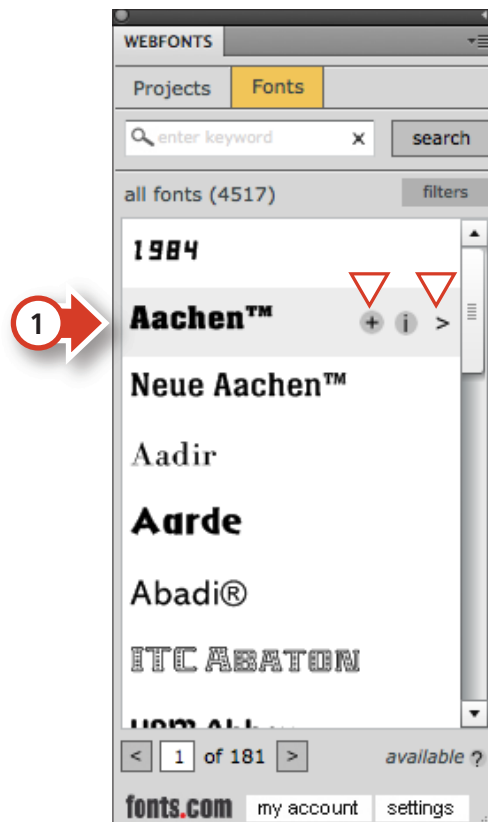 WEBFONTS
Projects Fonts
enter keyword x search
all fonts (4517) filters
1984
1 Aachen™ + i >
Neue Aachen™
Aadir
Aarde
Abadi®
ITC ABATON
< 1 of 181 > available ?
fonts.com my account settings